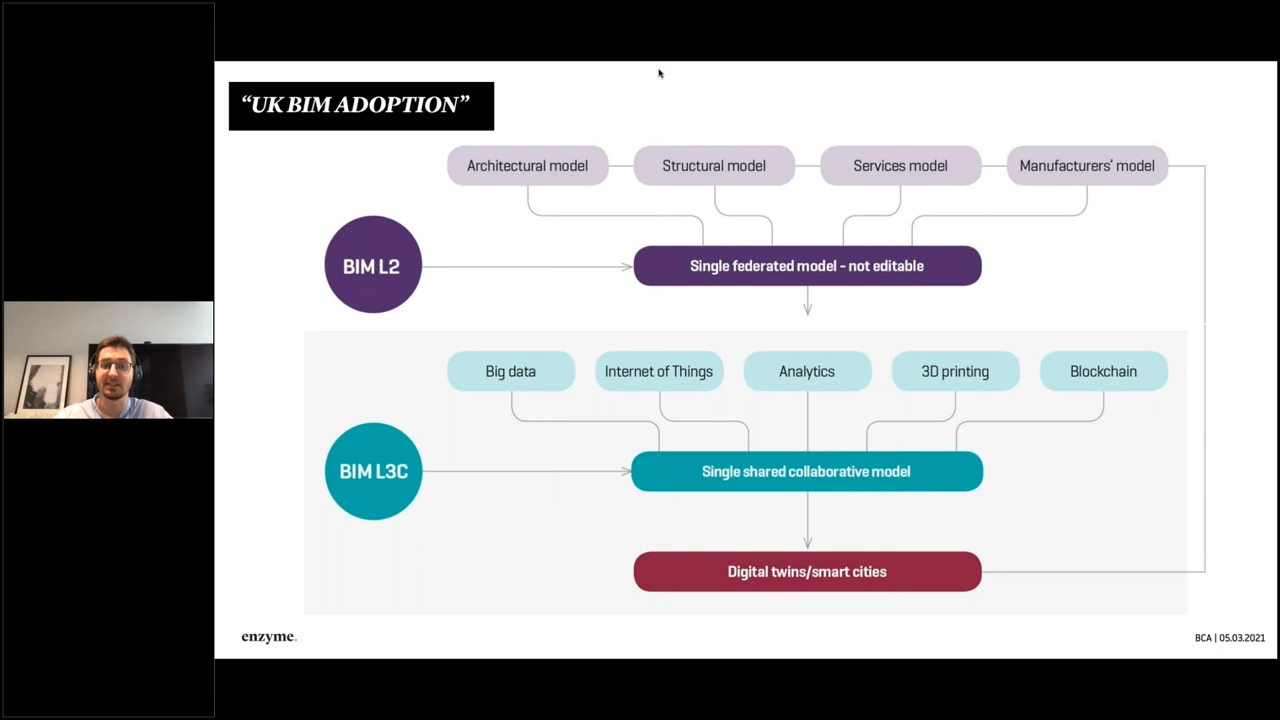 “UK BIM ADOPTION”
Architectural model
Structural model
Services model
Manufacturers’ model
BIM L2
Single federated model - not editable
Big data
Internet of Things
Analytics
3D printing
Blockchain
BIM L3C
Single shared collaborative model
Digital twins/smart cities
enzyme.
BCA | 05.03.2021